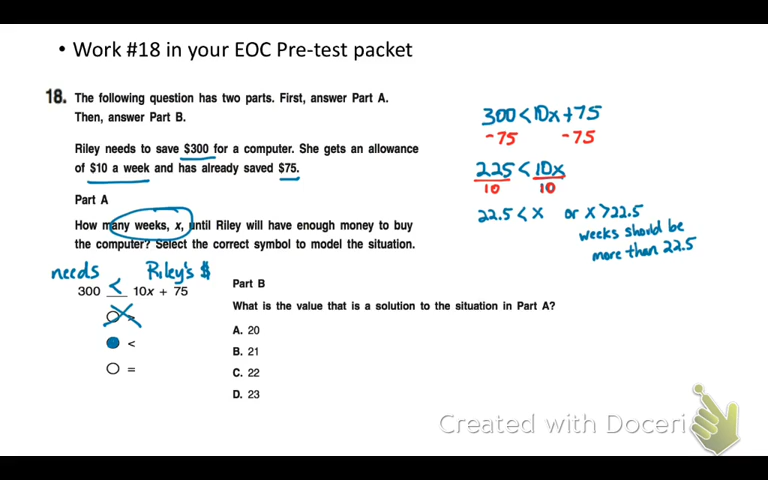 • Work #18 in your EOC Pre-test packet
18. The following question has two parts. First, answer Part A.
Then, answer Part B.
Riley needs to save $300 for a computer. She gets an allowance
of $10 a week and has already saved $75.
Part A
How many weeks, x, until Riley will have enough money to buy
the computer? Select the correct symbol to model the situation.
needs Riley's $
300 < 10x + 75
<
=
Part B
What is the value that is a solution to the situation in Part A?
A. 20
B. 21
C. 22
D. 23
300 < 10x + 75
-75 -75
225 < 10x
10 10
22.5 < x or x > 22.5
weeks should be
more than 22.5
Created with Doceri